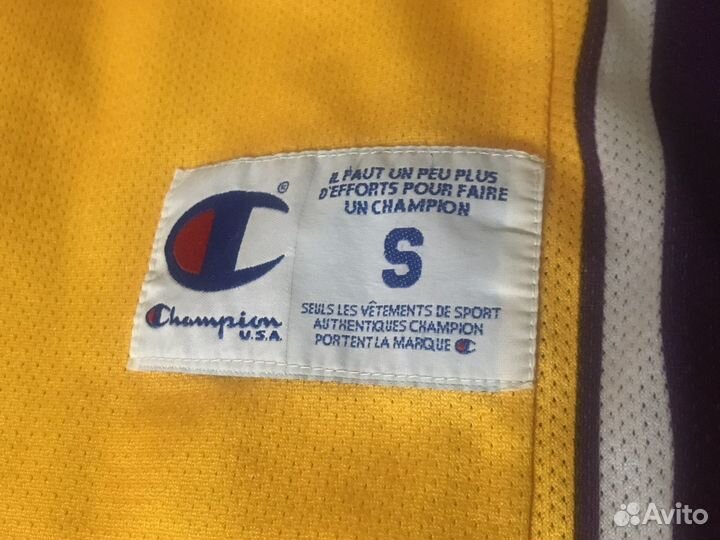 ®
Champion
U.S.A.
IL FAUT UN PEU PLUS
D'EFFORTS POUR FAIRE
UN CHAMPION
S
SEULS LES VÊTEMENTS DE SPORT
AUTHENTIQUES CHAMPION
PORTENT LA MARQUE
Avito